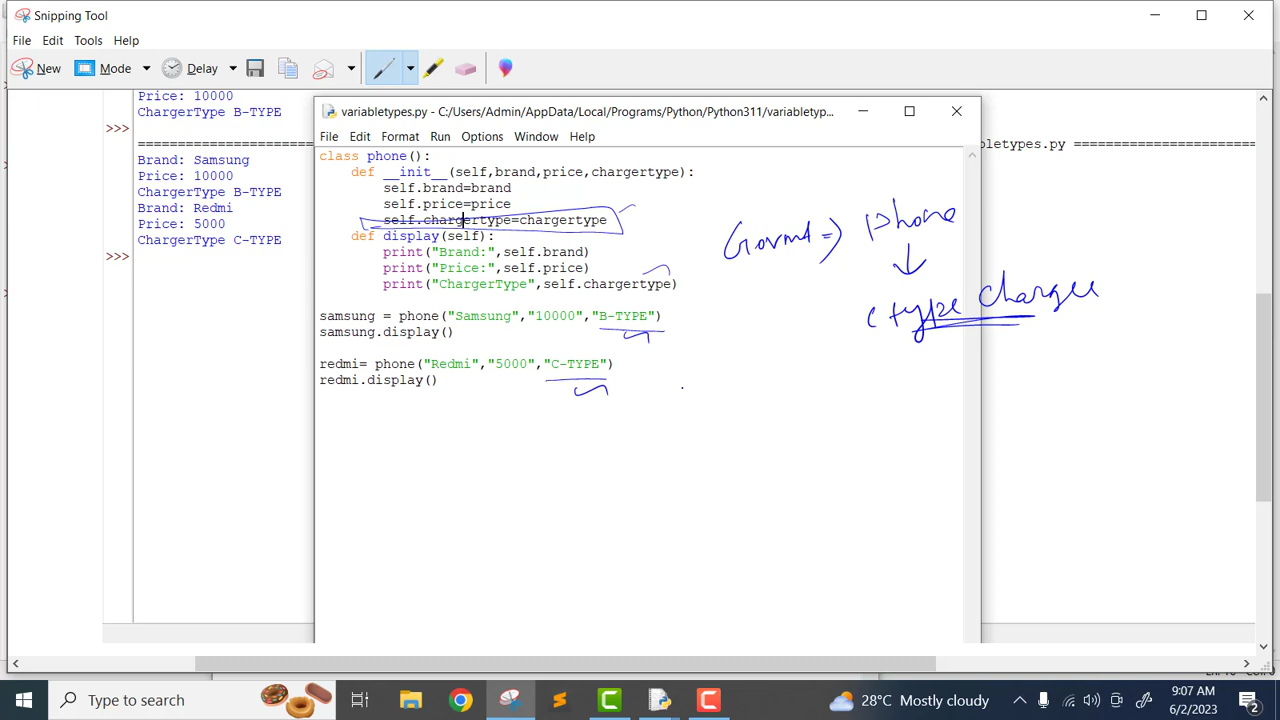 Snipping Tool
File Edit Tools Help
New Mode Delay
Price: 10000
ChargerType B-TYPE
>>>
Brand: Samsung
Price: 10000
ChargerType B-TYPE
Brand: Redmi
Price: 5000
ChargerType C-TYPE
>>>
variabletypes.py - C:/Users/Admin/AppData/Local/Programs/Python/Python311/variabletyp...
File Edit Format Run Options Window Help
class phone():
def __init__(self,brand,price,chargertype):
self.brand=brand
self.price=price
self.chargertype=chargertype
def display(self):
print("Brand:",self.brand)
print("Price:",self.price)
print("ChargerType",self.chargertype)
samsung = phone("Samsung","10000","B-TYPE")
samsung.display()
redmi= phone("Redmi","5000","C-TYPE")
redmi.display()
bletypes.py ====================
phone
c type Charger
Type here to search
28°C Mostly cloudy
9:07 AM
6/2/2023
2